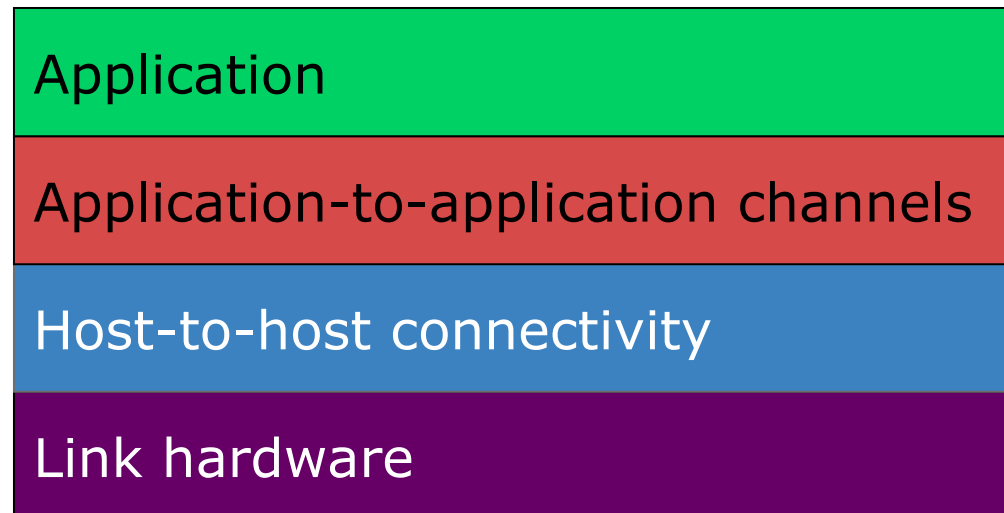 Application
Application-to-application channels
Host-to-host connectivity
Link hardware